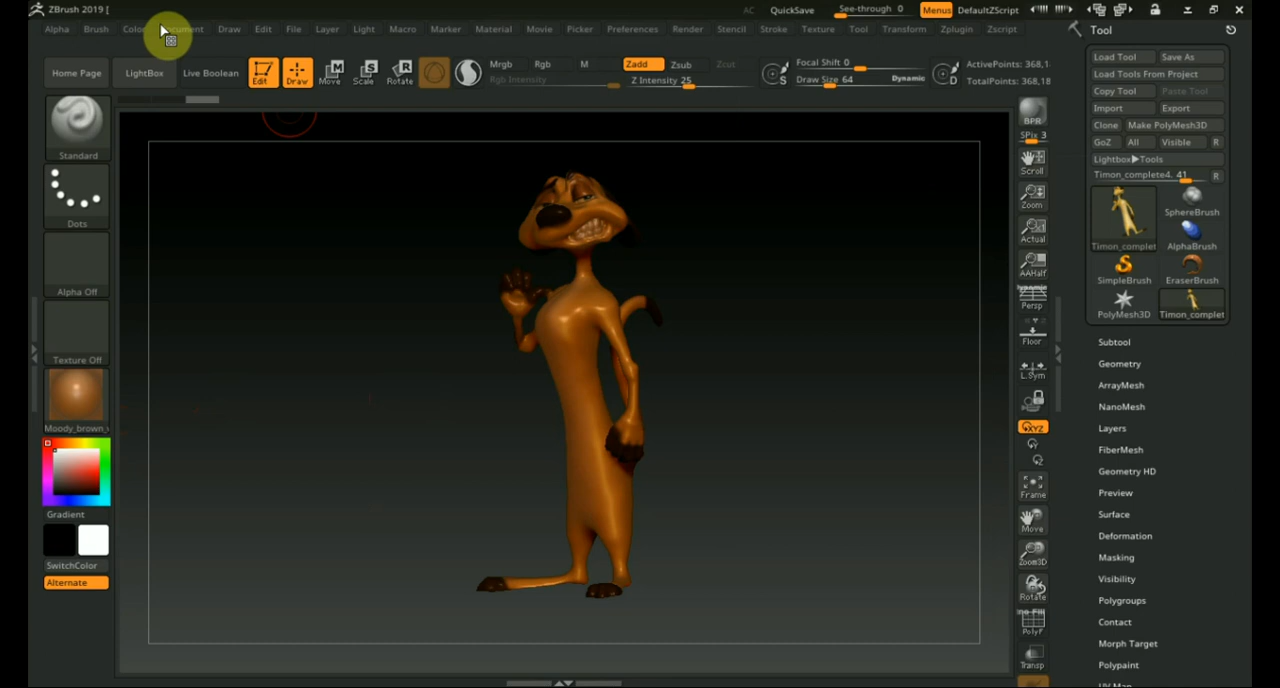 ZBrush 2019 [
AC QuickSave See-through 0 Menus DefaultZScript
Alpha Brush Color Document Draw Edit File Layer Light Macro Marker Material Movie Picker Preferences Render Stencil Stroke Texture Tool Transform Zplugin Zscript
Tool
Home Page LightBox Live Boolean Edit Draw Move Scale Rotate
Mrgb Rgb M Zadd Zsub Zcut
Rgb Intensity Z Intensity 25
Focal Shift 0
Draw Size 64 Dynamic
ActivePoints: 368,1
TotalPoints: 368,18
Standard
Dots
Alpha Off
Texture Off
Moody_brown_
Gradient
SwitchColor
Alternate
BPR
SPix 3
Scroll
Zoom
Actual
AAHalf
Dynamic
Persp
Floor
L.Sym
XYZ
Frame
Move
Zoom3D
Rotate
PolyF
Transp
Load Tool Save As
Load Tools From Project
Copy Tool Paste Tool
Import Export
Clone Make PolyMesh3D
GoZ All Visible R
Lightbox▶Tools
Timon_complete4. 41 R
Timon_complet SphereBrush
AlphaBrush
SimpleBrush EraserBrush
PolyMesh3D Timon_complet
Subtool
Geometry
ArrayMesh
NanoMesh
Layers
FiberMesh
Geometry HD
Preview
Surface
Deformation
Masking
Visibility
Polygroups
Contact
Morph Target
Polypaint
UV Map